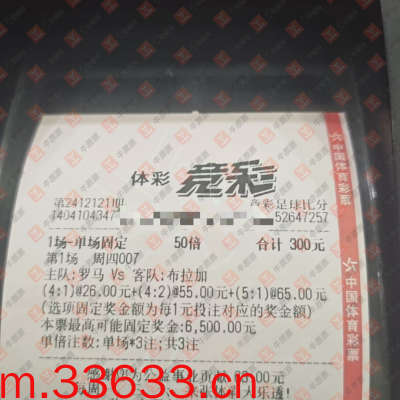 体彩 竞彩
第24121211期 竞彩足球比分
1404104347 52647257
1场-单场固定 50倍 合计 300元
第1场 周四007
主队:罗马 Vs 客队:布拉加
(4:1)@26.00元+(4:2)@55.00元+(5:1)@65.00元
(选项固定奖金额为每1元投注对应的奖金额)
本票最高可能固定奖金:6,500.00元
单倍注数:单场*3注;共3注
中国体育彩票
中国体育彩票
m.33633.cn